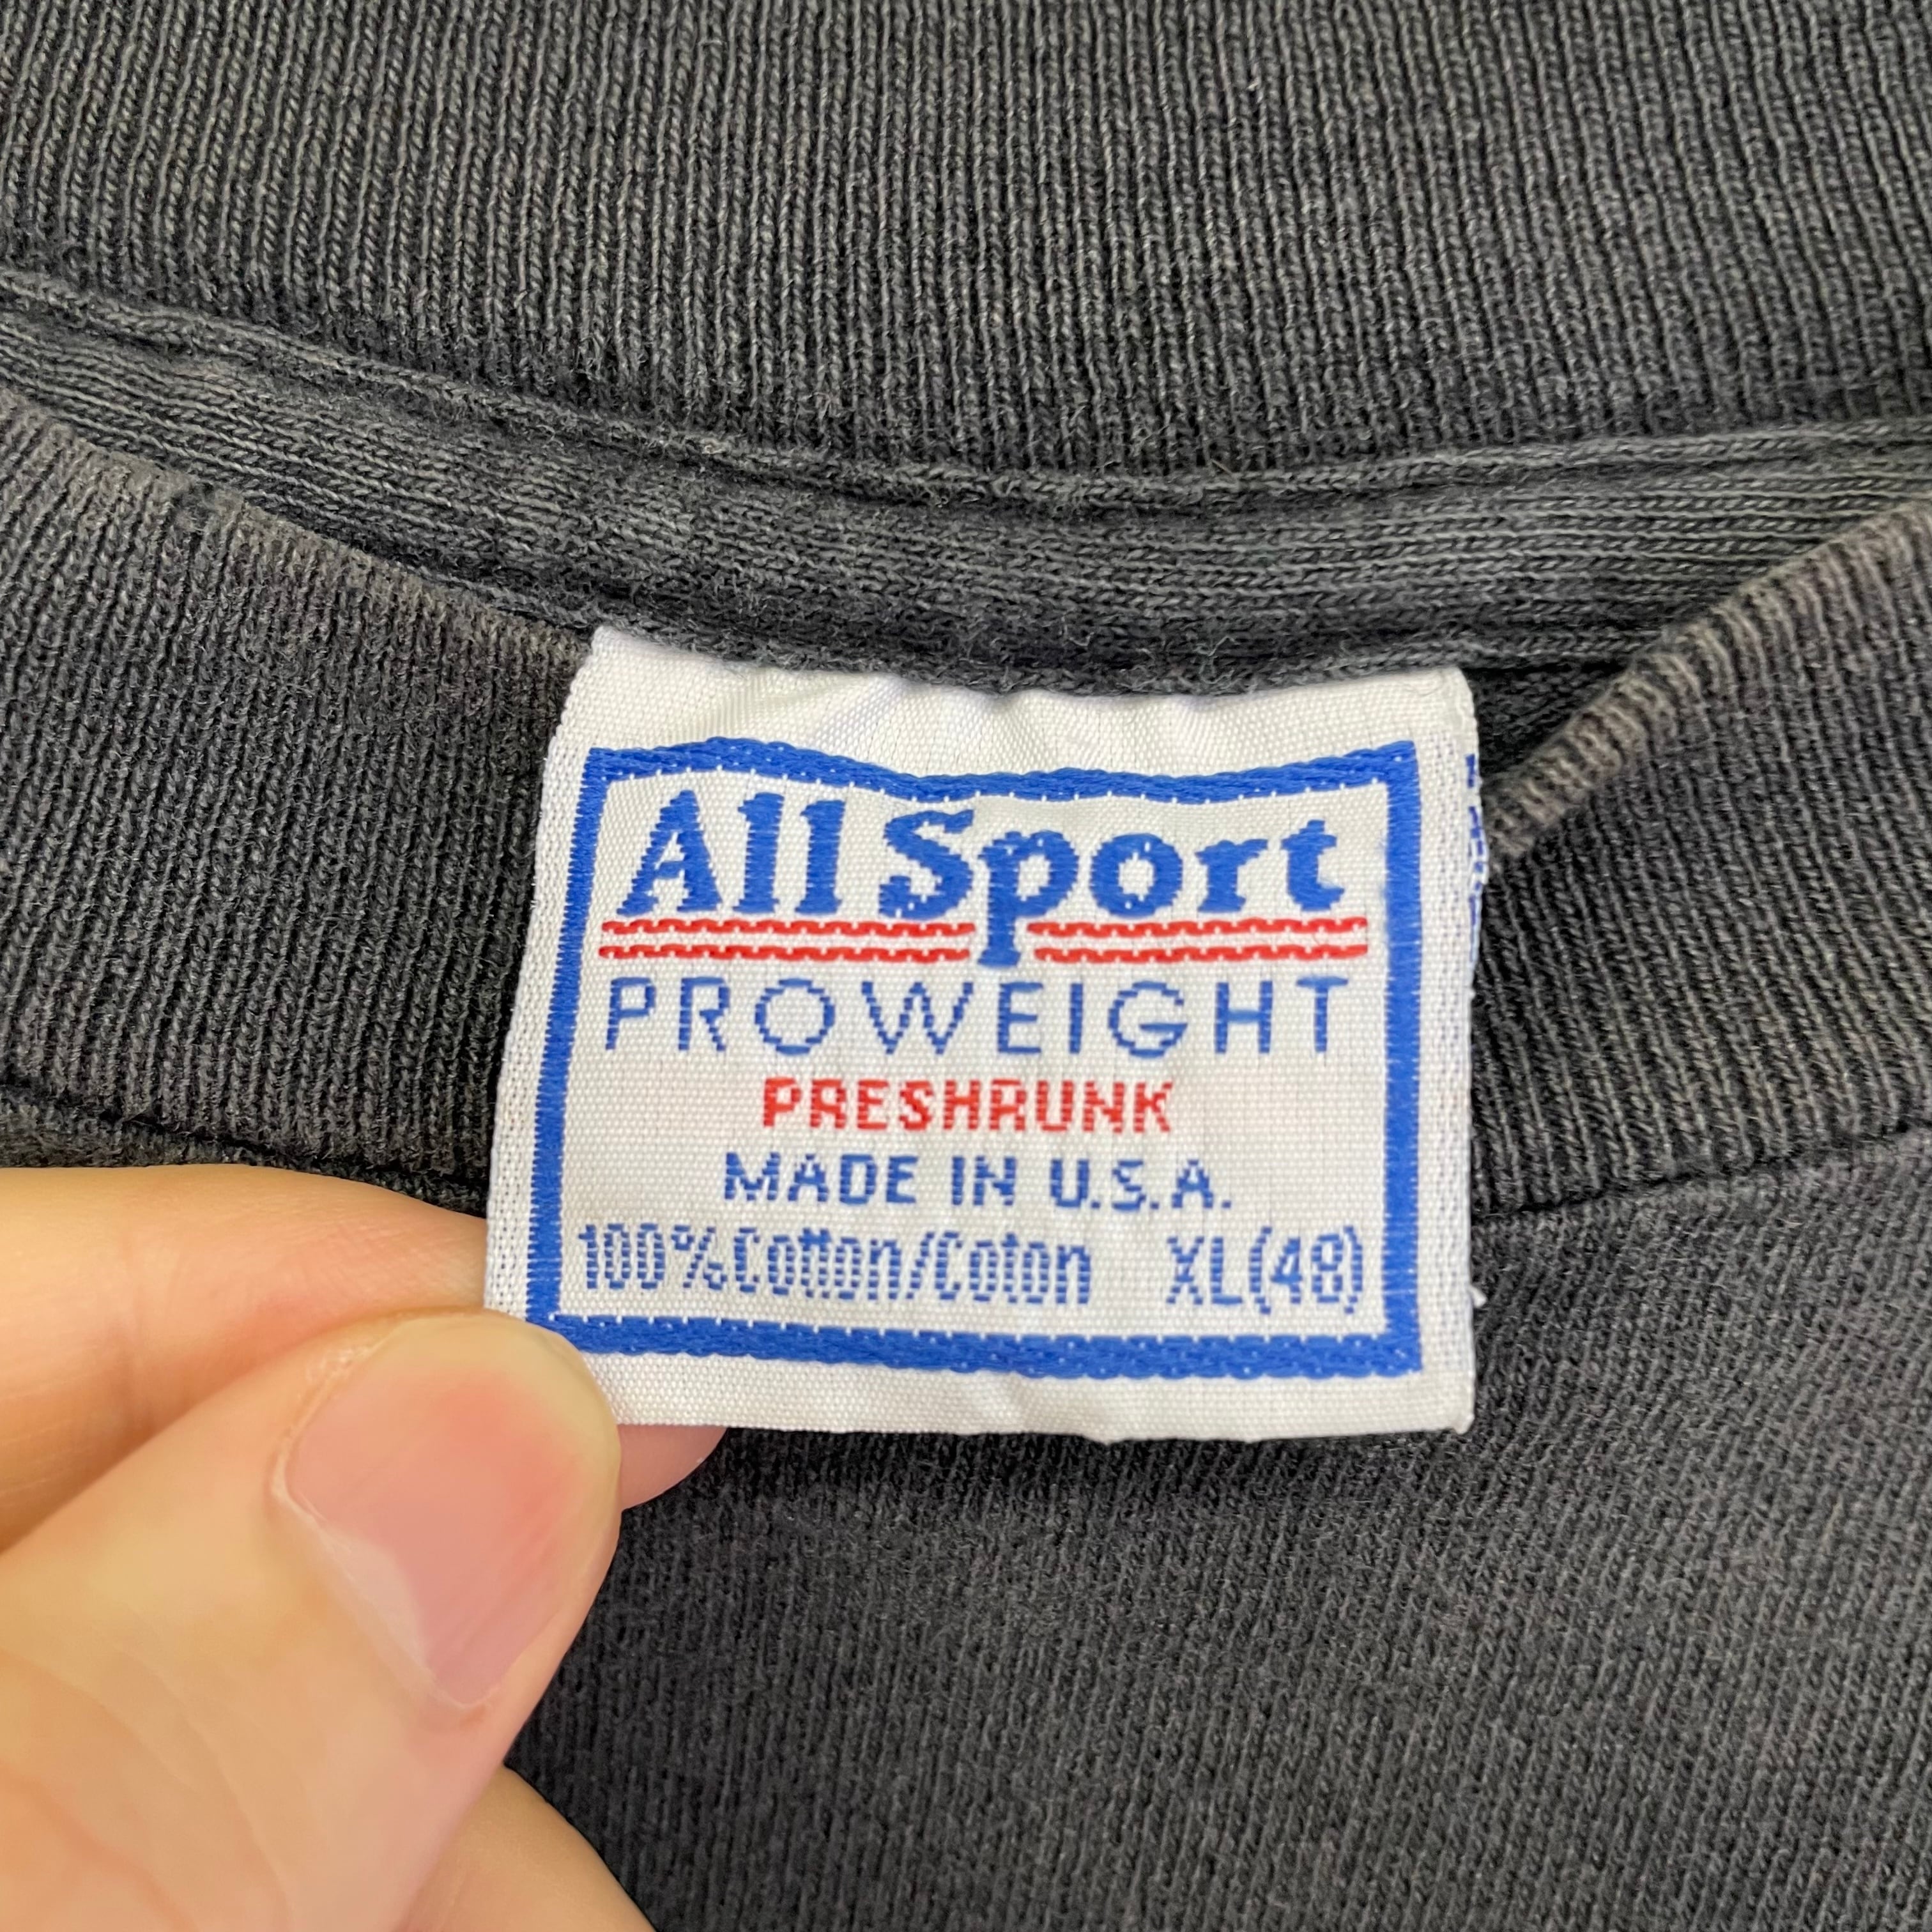 All Sport
PROWEIGHT
PRESHRUNK
MADE IN U.S.A.
100% Cotton/Coton XL(48)